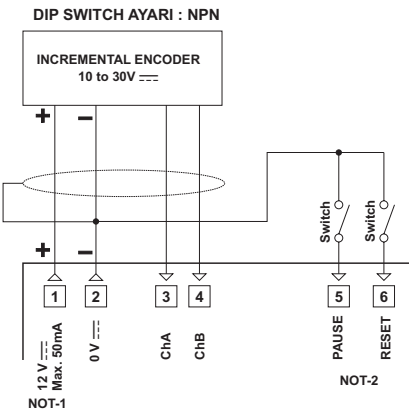 DIP SWITCH AYARI : NPN
INCREMENTAL ENCODER
10 to 30V
+ −
Switch
Switch
+ −
1 2 3 4 5 6
12 V
Max. 50mA
0 V
ChA
ChB
PAUSE
RESET
NOT-1
NOT-2